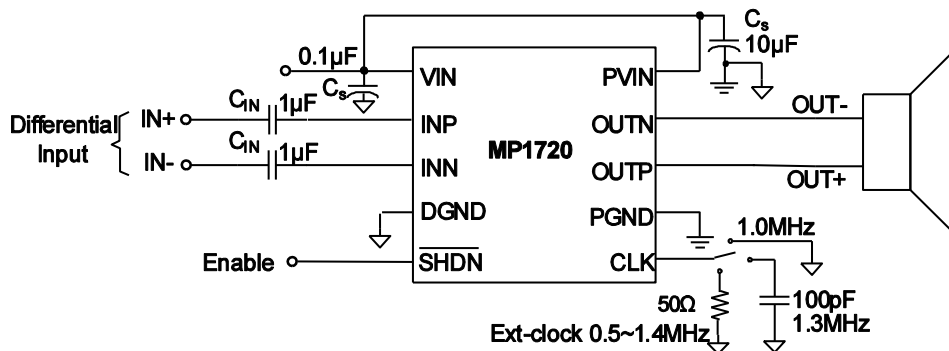 Cs
10µF
0.1µF
VIN
PVIN
Cs
CIN
1µF
Differential
Input
IN+
INP
OUTN
OUT-
MP1720
CIN
1µF
IN-
INN
OUTP
OUT+
DGND
PGND
1.0MHz
Enable
SHDN
CLK
50Ω
100pF
1.3MHz
Ext-clock 0.5~1.4MHz